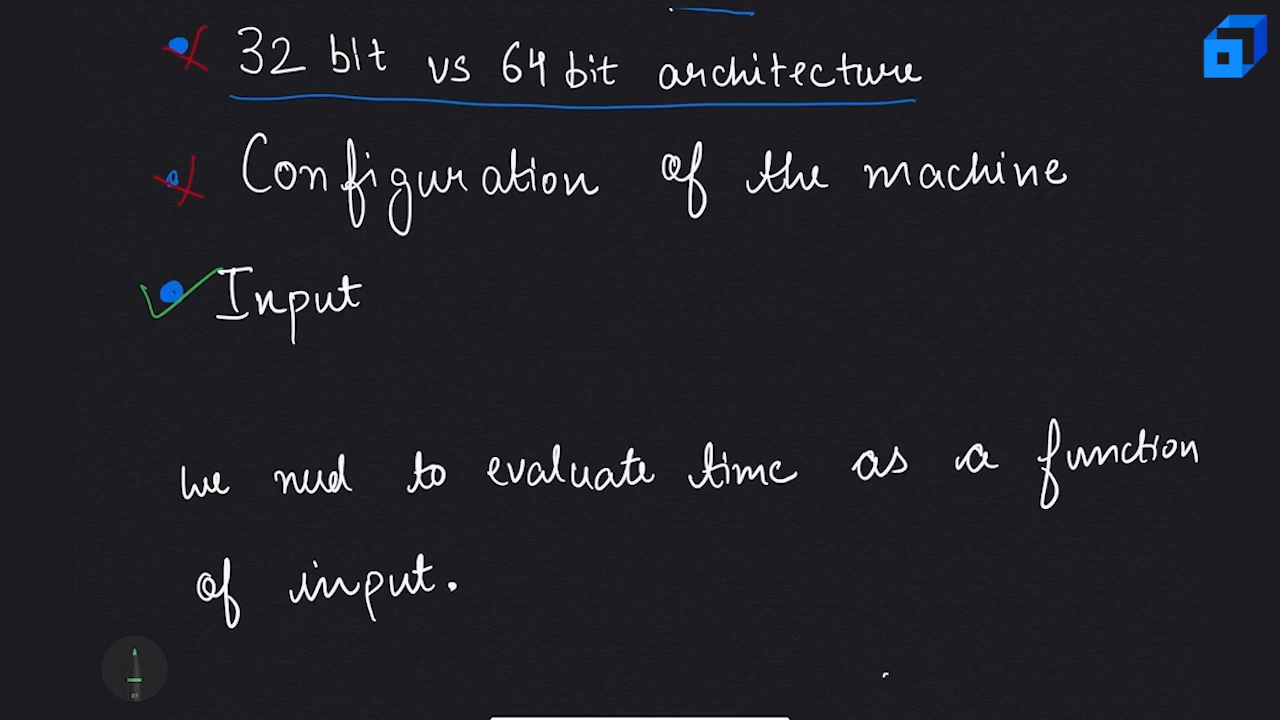 32 bit vs 64 bit architecture
Configuration of the machine
Input
we need to evaluate time as a function
of input.